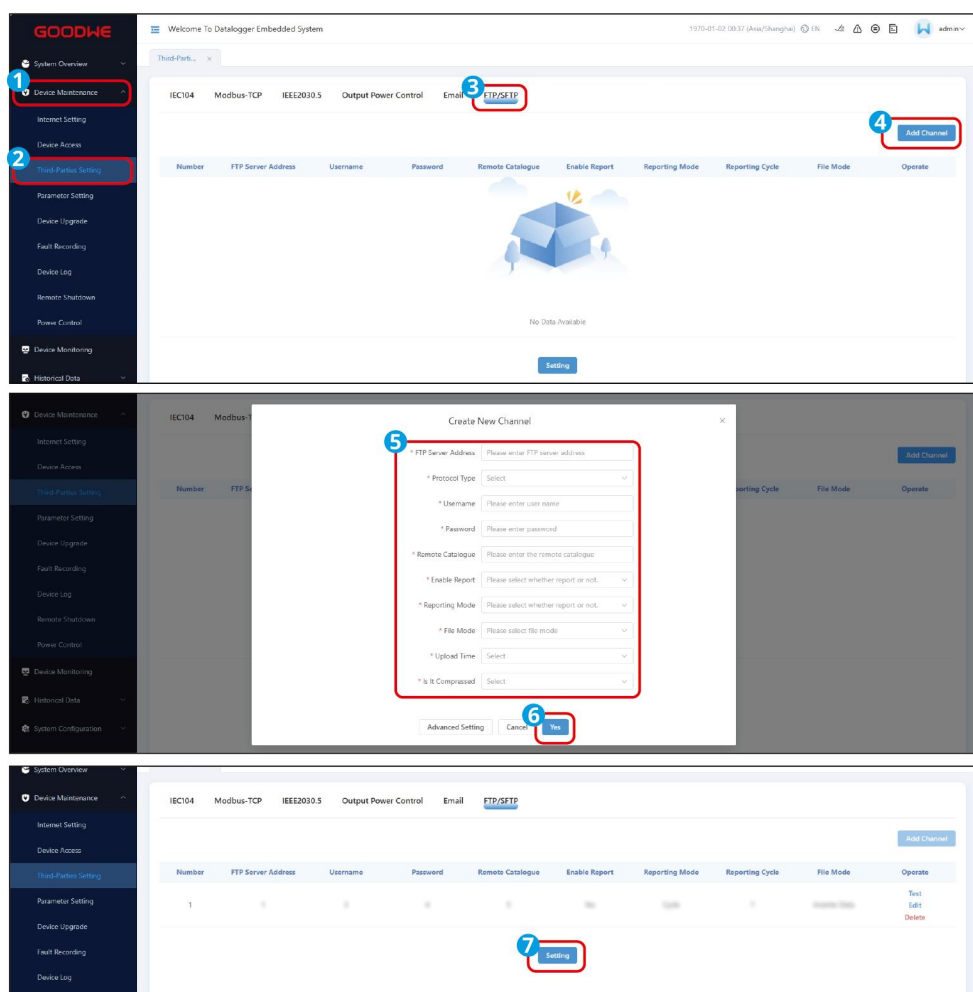 GOODWE
Welcome To Datalogger Embedded System
1970-01-02 00:37 (Asia/Shanghai) EN admin
System Overview
Third-Parti... ×
1
Device Maintenance
IEC104 Modbus-TCP IEEE2030.5 Output Power Control Email FTP/SFTP
3
Internet Setting
4
Add Channel
Device Access
2
Third-Parties Setting
Number FTP Server Address Username Password Remote Catalogue Enable Report Reporting Mode Reporting Cycle File Mode Operate
Parameter Setting
Device Upgrade
Fault Recording
Device Log
Remote Shutdown
Power Control
No Data Available
Device Monitoring
Setting
Historical Data
Device Maintenance
IEC104 Modbus-T
Create New Channel ×
Internet Setting
5
* FTP Server Address Please enter FTP server address
Add Channel
Device Access
* Protocol Type Select
Third-Parties Setting
Number FTP Se
orting Cycle File Mode Operate
* Username Please enter user name
Parameter Setting
* Password Please enter password
Device Upgrade
* Remote Catalogue Please enter the remote catalogue
Fault Recording
* Enable Report Please select whether report or not.
Device Log
* Reporting Mode Please select whether report or not.
Remote Shutdown
* File Mode Please select file mode
Power Control
* Upload Time Select
Device Monitoring
* Is It Compressed Select
Historical Data
6
System Configuration
Advanced Setting Cancel Yes
System Overview
Device Maintenance
IEC104 Modbus-TCP IEEE2030.5 Output Power Control Email FTP/SFTP
Internet Setting
Add Channel
Device Access
Third-Parties Setting
Number FTP Server Address Username Password Remote Catalogue Enable Report Reporting Mode Reporting Cycle File Mode Operate
Parameter Setting
1
Test
Edit
Delete
Device Upgrade
7
Fault Recording
Setting
Device Log